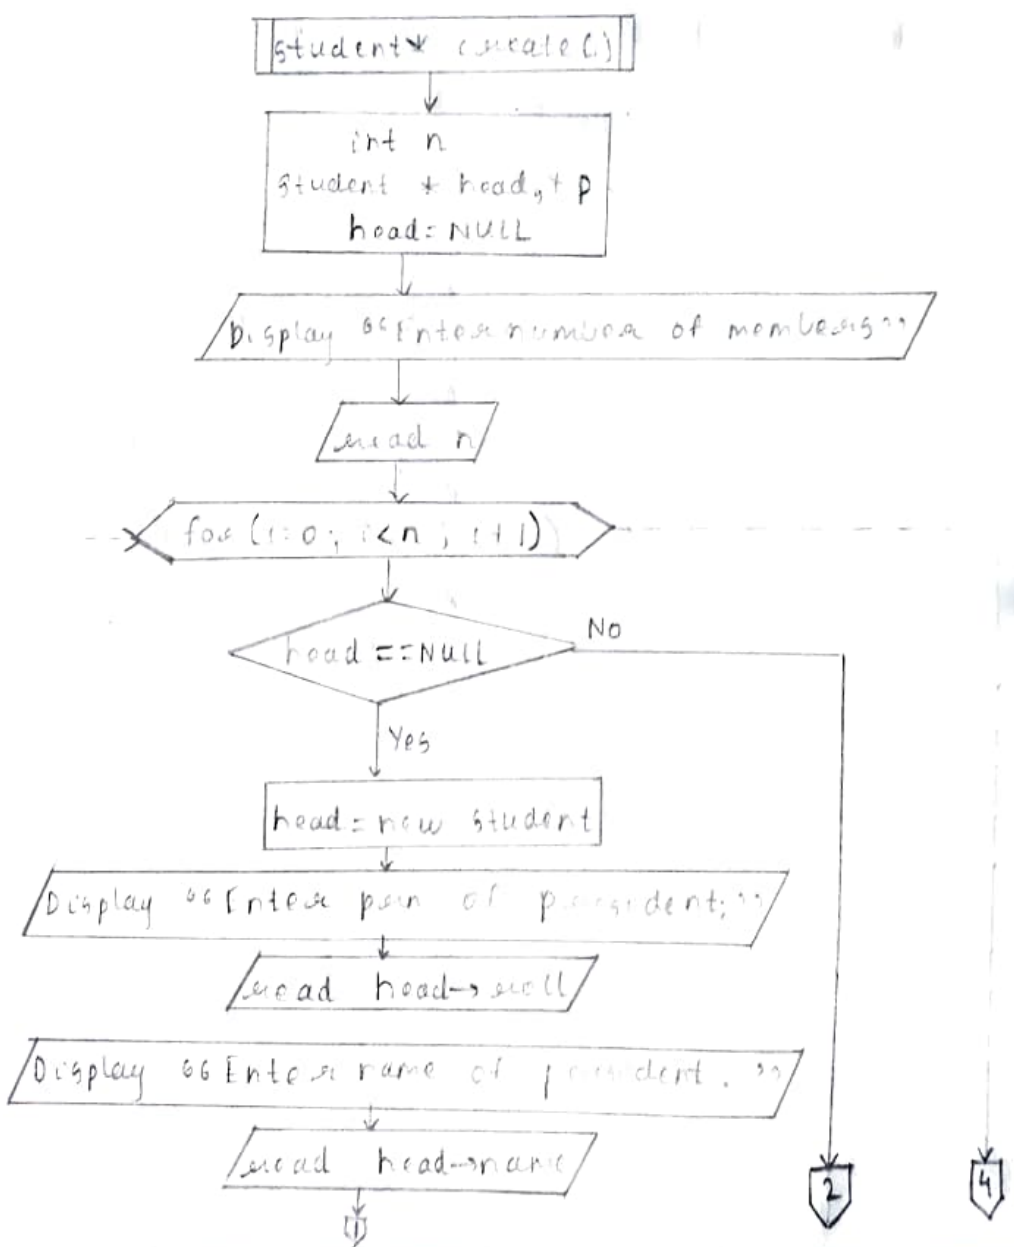 student* create()
int n
student * head, * p
head=NULL
Display “Enter number of members”
read n
for (i=0; i<n; i+1)
head ==NULL
No
Yes
head=new student
Display “Enter prn of president;”
read head→roll
Display “Enter name of president.”
read head→name
1
2
4